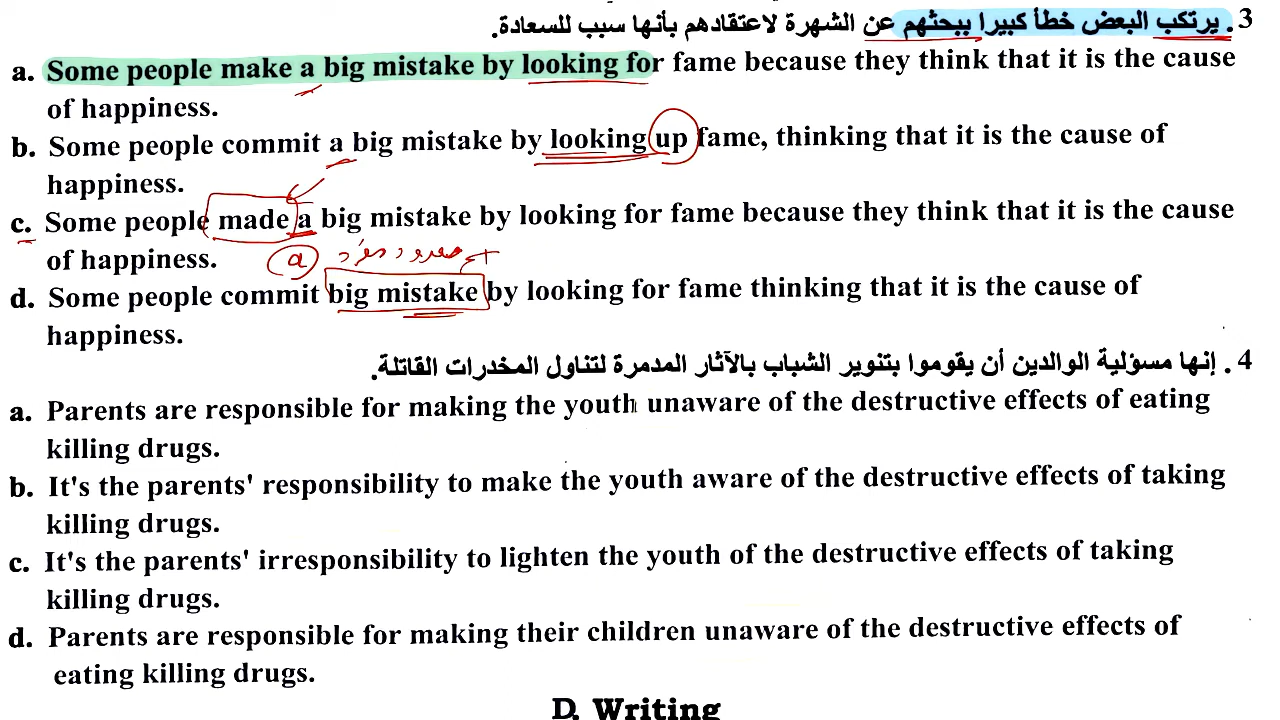 3. يرتكب البعض خطأ كبيرا ببحثهم عن الشهرة لاعتقادهم بأنها سبب للسعادة.
a. Some people make a big mistake by looking for fame because they think that it is the cause
of happiness.
b. Some people commit a big mistake by looking up fame, thinking that it is the cause of
happiness.
c. Some people made a big mistake by looking for fame because they think that it is the cause
of happiness.
a
d. Some people commit big mistake by looking for fame thinking that it is the cause of
happiness.
4. إنها مسؤلية الوالدين أن يقوموا بتنوير الشباب بالآثار المدمرة لتناول المخدرات القاتلة.
a. Parents are responsible for making the youth unaware of the destructive effects of eating
killing drugs.
b. It's the parents' responsibility to make the youth aware of the destructive effects of taking
killing drugs.
c. It's the parents' irresponsibility to lighten the youth of the destructive effects of taking
killing drugs.
d. Parents are responsible for making their children unaware of the destructive effects of
eating killing drugs.
D. Writing